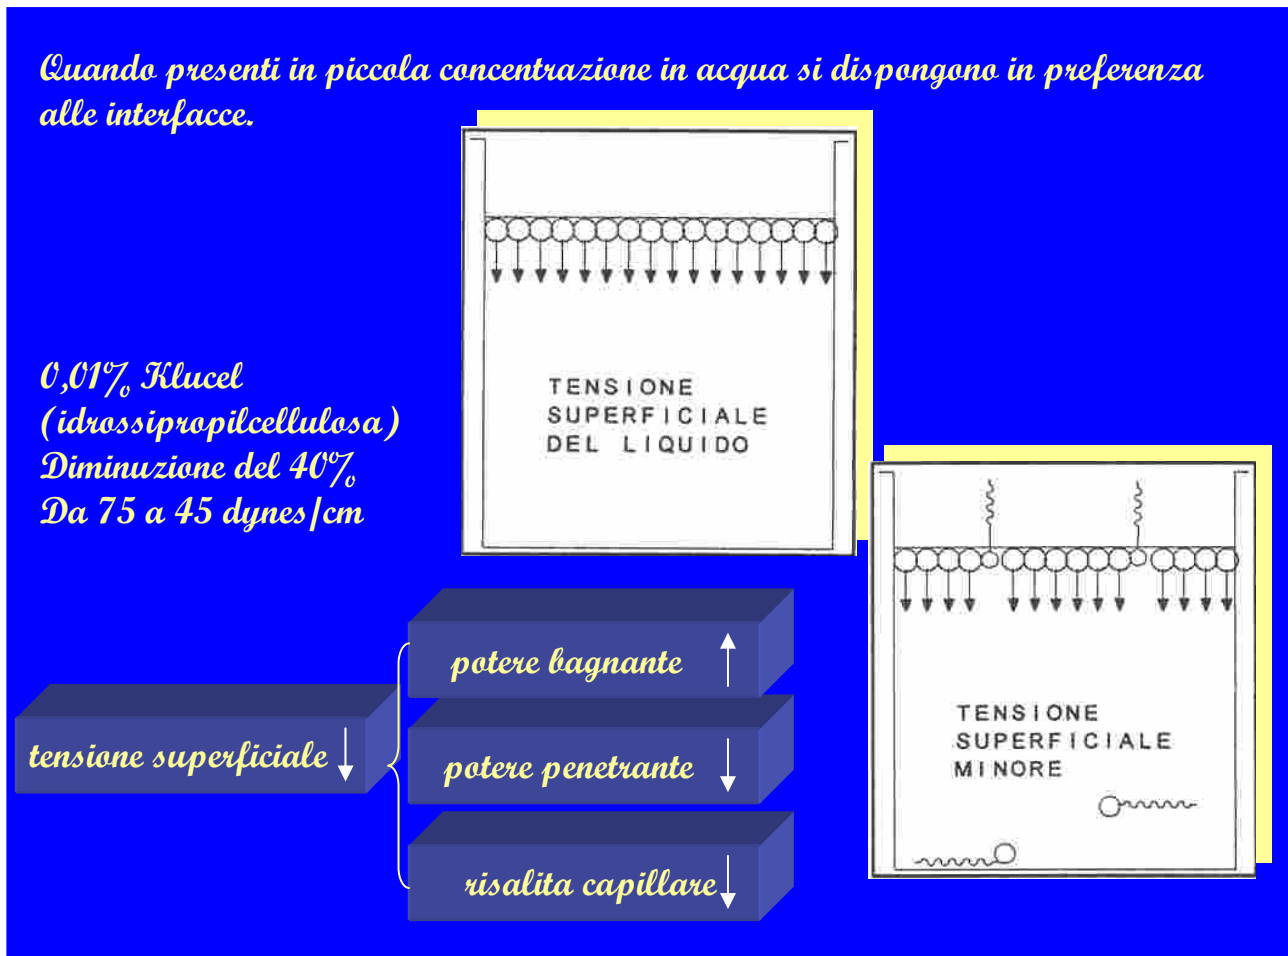 Quando presenti in piccola concentrazione in acqua si dispongono in preferenza
alle interfacce.
TENSIONE
SUPERFICIALE
DEL LIQUIDO
0,01% Klucel
(idrossipropilcellulosa)
Diminuzione del 40%
Da 75 a 45 dynes/cm
TENSIONE
SUPERFICIALE
MINORE
tensione superficiale
potere bagnante
potere penetrante
risalita capillare